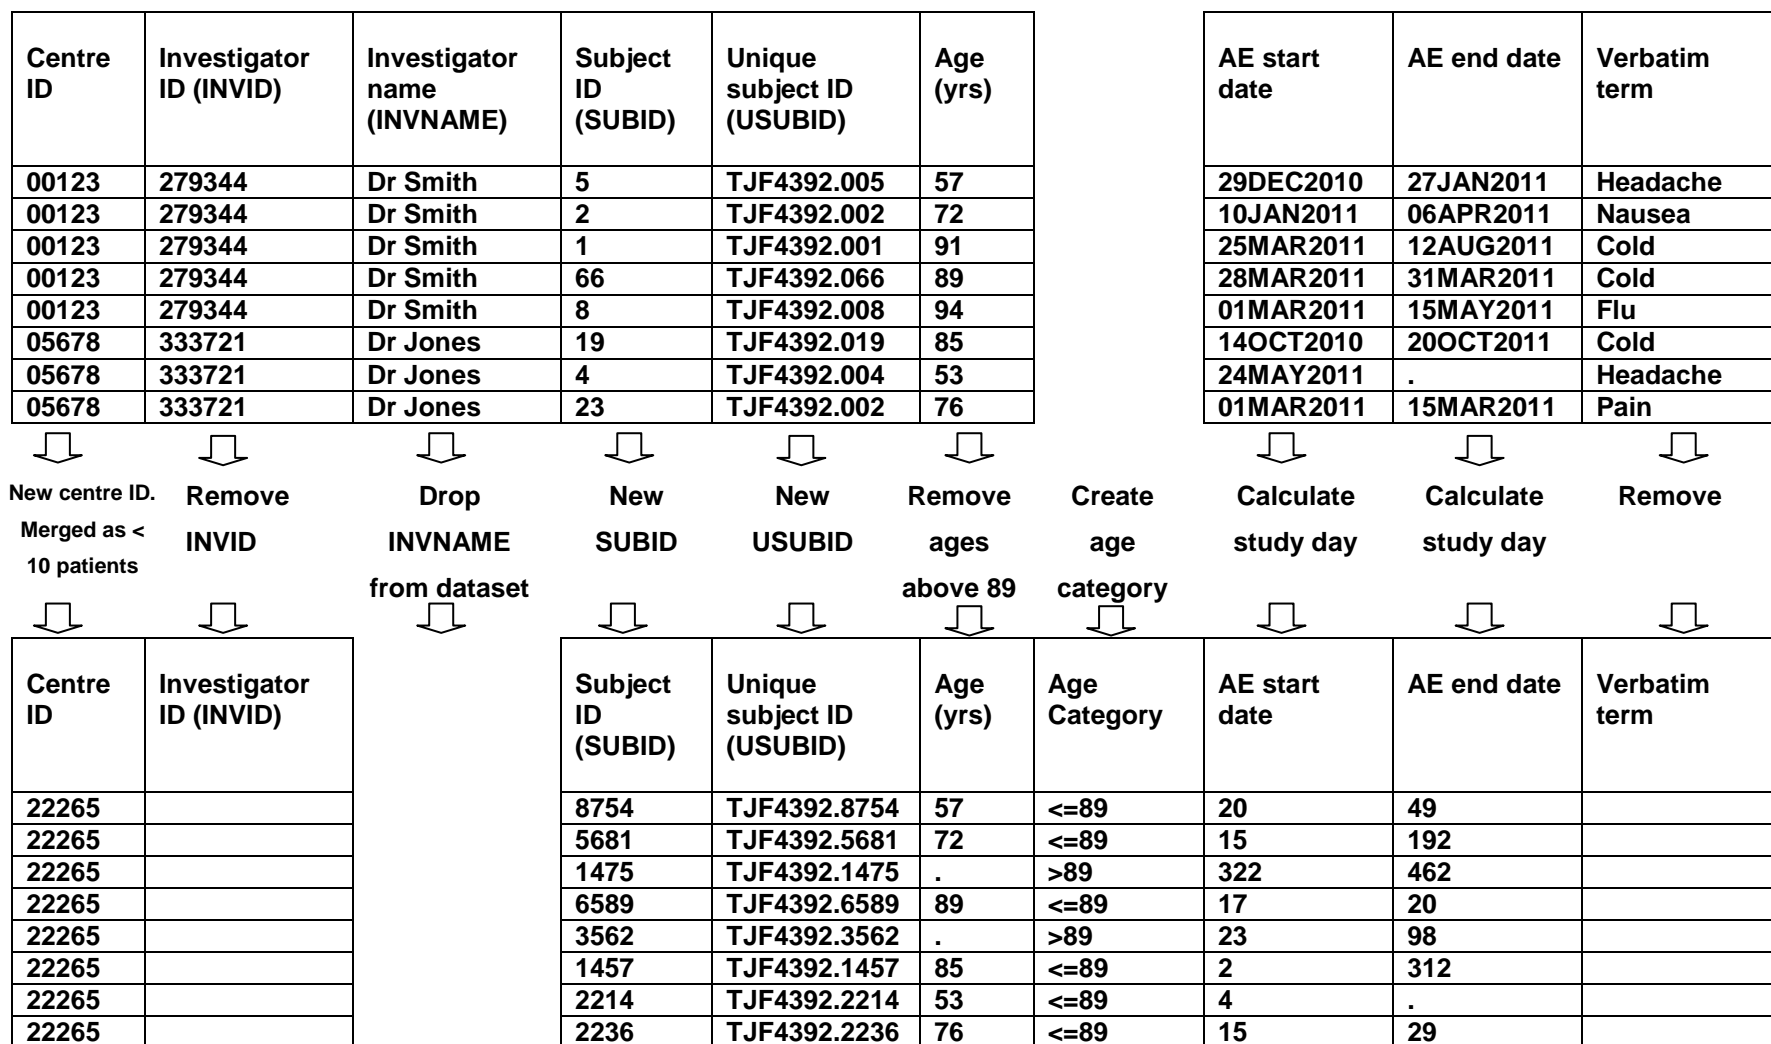 Centre ID | Investigator ID (INVID) | Investigator name (INVNAME) | Subject ID (SUBID) | Unique subject ID (USUBID) | Age (yrs) | AE start date | AE end date | Verbatim term
00123 | 279344 | Dr Smith | 5 | TJF4392.005 | 57 | 29DEC2010 | 27JAN2011 | Headache
00123 | 279344 | Dr Smith | 2 | TJF4392.002 | 72 | 10JAN2011 | 06APR2011 | Nausea
00123 | 279344 | Dr Smith | 1 | TJF4392.001 | 91 | 25MAR2011 | 12AUG2011 | Cold
00123 | 279344 | Dr Smith | 66 | TJF4392.066 | 89 | 28MAR2011 | 31MAR2011 | Cold
00123 | 279344 | Dr Smith | 8 | TJF4392.008 | 94 | 01MAR2011 | 15MAY2011 | Flu
05678 | 333721 | Dr Jones | 19 | TJF4392.019 | 85 | 14OCT2010 | 20OCT2011 | Cold
05678 | 333721 | Dr Jones | 4 | TJF4392.004 | 53 | 24MAY2011 | . | Headache
05678 | 333721 | Dr Jones | 23 | TJF4392.002 | 76 | 01MAR2011 | 15MAR2011 | Pain
New centre ID. Merged as < 10 patients | Remove INVID | Drop INVNAME from dataset | New SUBID | New USUBID | Remove ages above 89 | Create age category | Calculate study day | Calculate study day | Remove
Centre ID | Investigator ID (INVID) | Subject ID (SUBID) | Unique subject ID (USUBID) | Age (yrs) | Age Category | AE start date | AE end date | Verbatim term
22265 | 8754 | TJF4392.8754 | 57 | <=89 | 20 | 49
22265 | 5681 | TJF4392.5681 | 72 | <=89 | 15 | 192
22265 | 1475 | TJF4392.1475 | . | >89 | 322 | 462
22265 | 6589 | TJF4392.6589 | 89 | <=89 | 17 | 20
22265 | 3562 | TJF4392.3562 | . | >89 | 23 | 98
22265 | 1457 | TJF4392.1457 | 85 | <=89 | 2 | 312
22265 | 2214 | TJF4392.2214 | 53 | <=89 | 4 | .
22265 | 2236 | TJF4392.2236 | 76 | <=89 | 15 | 29